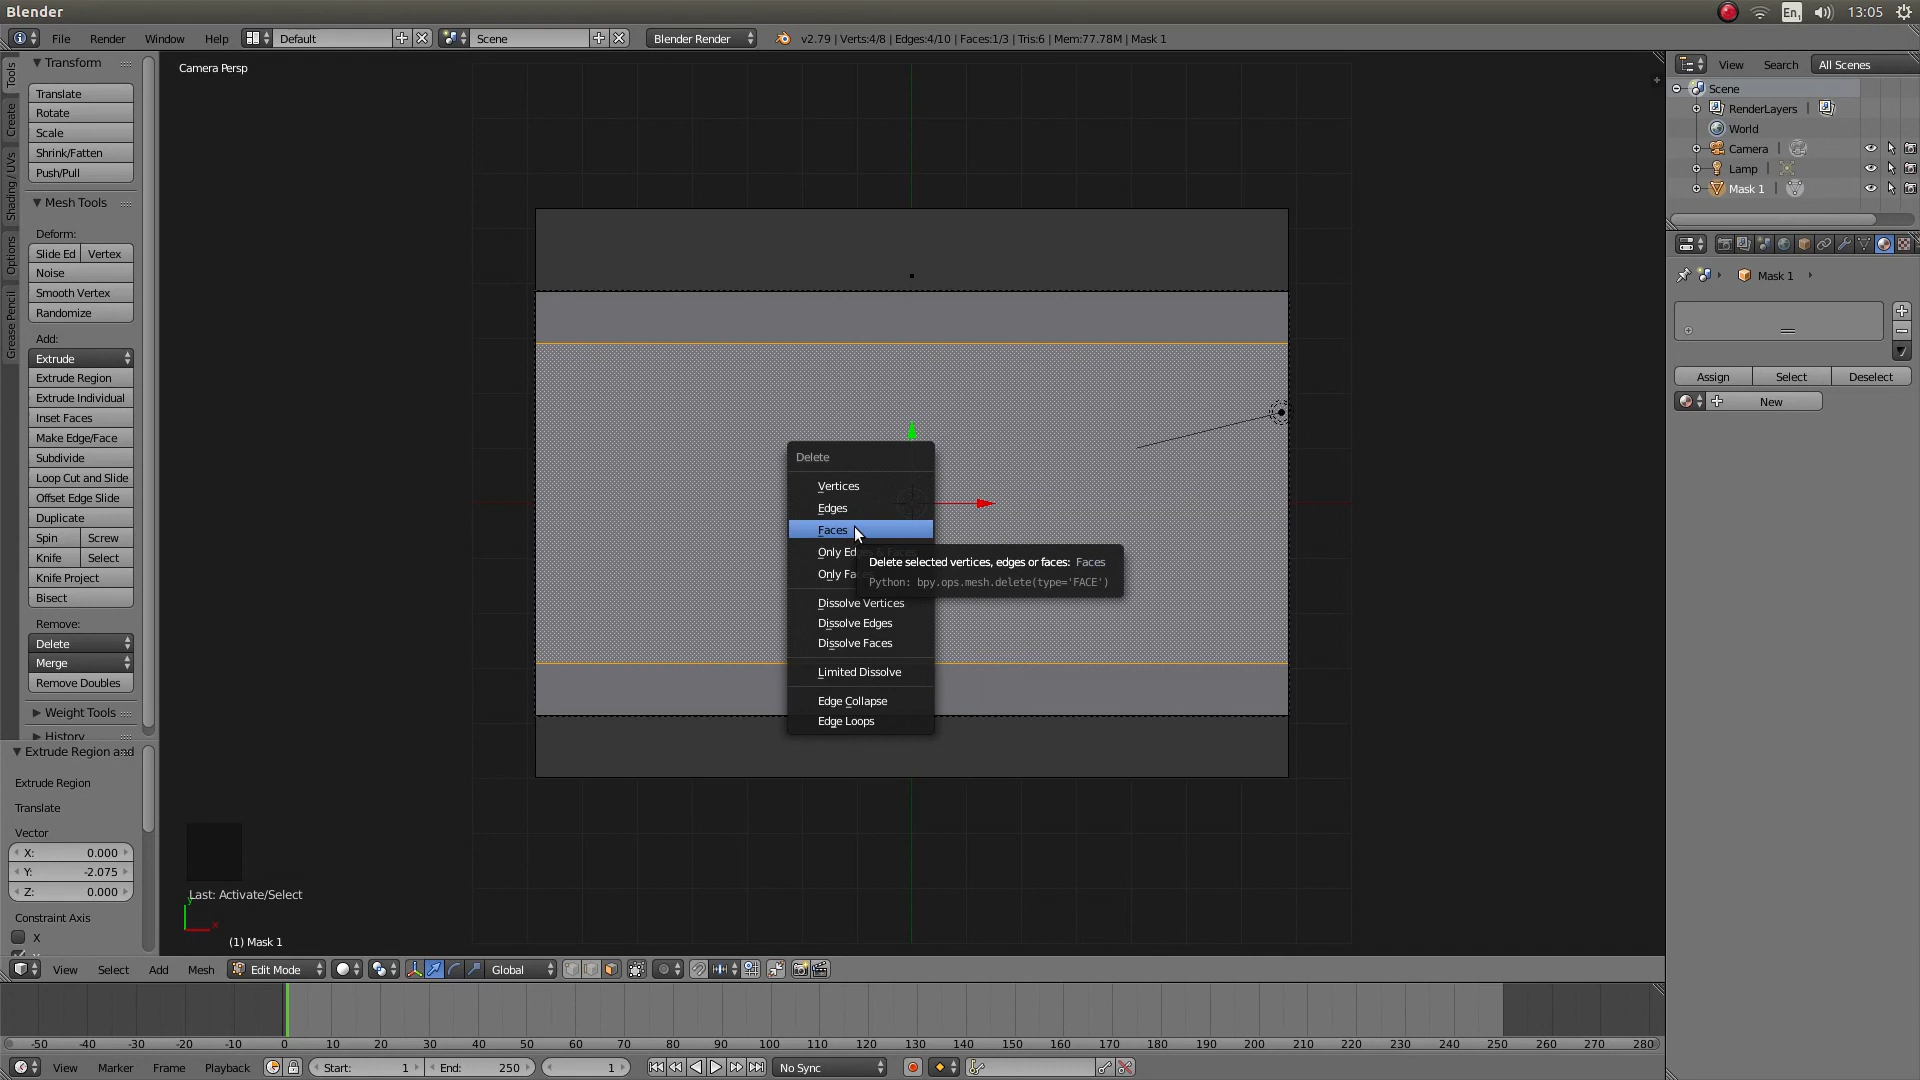 Blender
En1
13:05
File
Render
Window
Help
Default
Scene
Blender Render
v2.79 | Verts:4/8 | Edges:4/10 | Faces:1/3 | Tris:6 | Mem:77.78M | Mask 1
Tools
Create
Shading / UVs
Options
Grease Pencil
Transform
Translate
Rotate
Scale
Shrink/Fatten
Push/Pull
Mesh Tools
Deform:
Slide Ed
Vertex
Noise
Smooth Vertex
Randomize
Add:
Extrude
Extrude Region
Extrude Individual
Inset Faces
Make Edge/Face
Subdivide
Loop Cut and Slide
Offset Edge Slide
Duplicate
Spin
Screw
Knife
Select
Knife Project
Bisect
Remove:
Delete
Merge
Remove Doubles
Weight Tools
History
Extrude Region and
Extrude Region
Translate
Vector
X: 0.000
Y: -2.075
Z: 0.000
Constraint Axis
X
Camera Persp
Delete
Vertices
Edges
Faces
Only Edges & Faces
Only Fa
Dissolve Vertices
Dissolve Edges
Dissolve Faces
Limited Dissolve
Edge Collapse
Edge Loops
Delete selected vertices, edges or faces: Faces
Python: bpy.ops.mesh.delete(type='FACE')
Last: Activate/Select
y
x
(1) Mask 1
View
Search
All Scenes
Scene
RenderLayers
World
Camera
Lamp
Mask 1
Mask 1
Assign
Select
Deselect
New
View
Select
Add
Mesh
Edit Mode
Global
-50 -40 -30 -20 -10 0 10 20 30 40 50 60 70 80 90 100 110 120 130 140 150 160 170 180 190 200 210 220 230 240 250 260 270 280
View
Marker
Frame
Playback
Start: 1
End: 250
1
No Sync